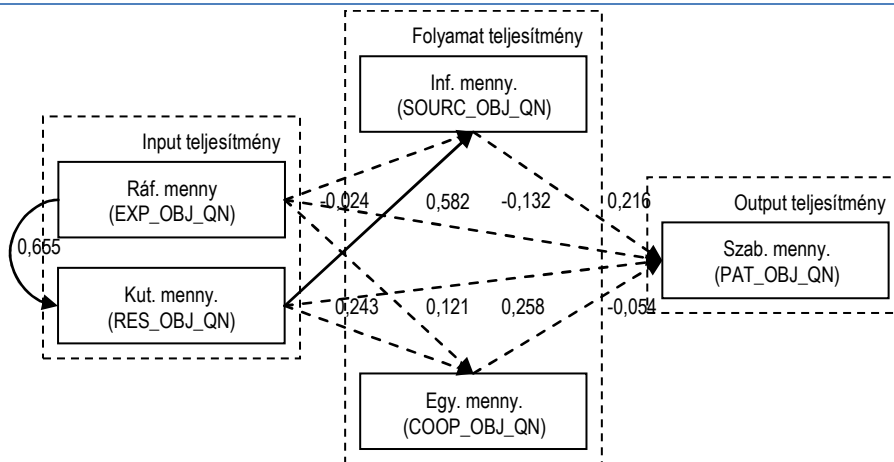 Folyamat teljesítmény
Inf. menny.
(SOURC_OBJ_QN)
Input teljesítmény
Ráf. menny
(EXP_OBJ_QN)
-0,024
0,582
-0,132
0,216
Output teljesítmény
0,665
Szab. menny.
(PAT_OBJ_QN)
Kut. menny.
(RES_OBJ_QN)
0,243
0,121
0,258
-0,054
Egy. menny.
(COOP_OBJ_QN)